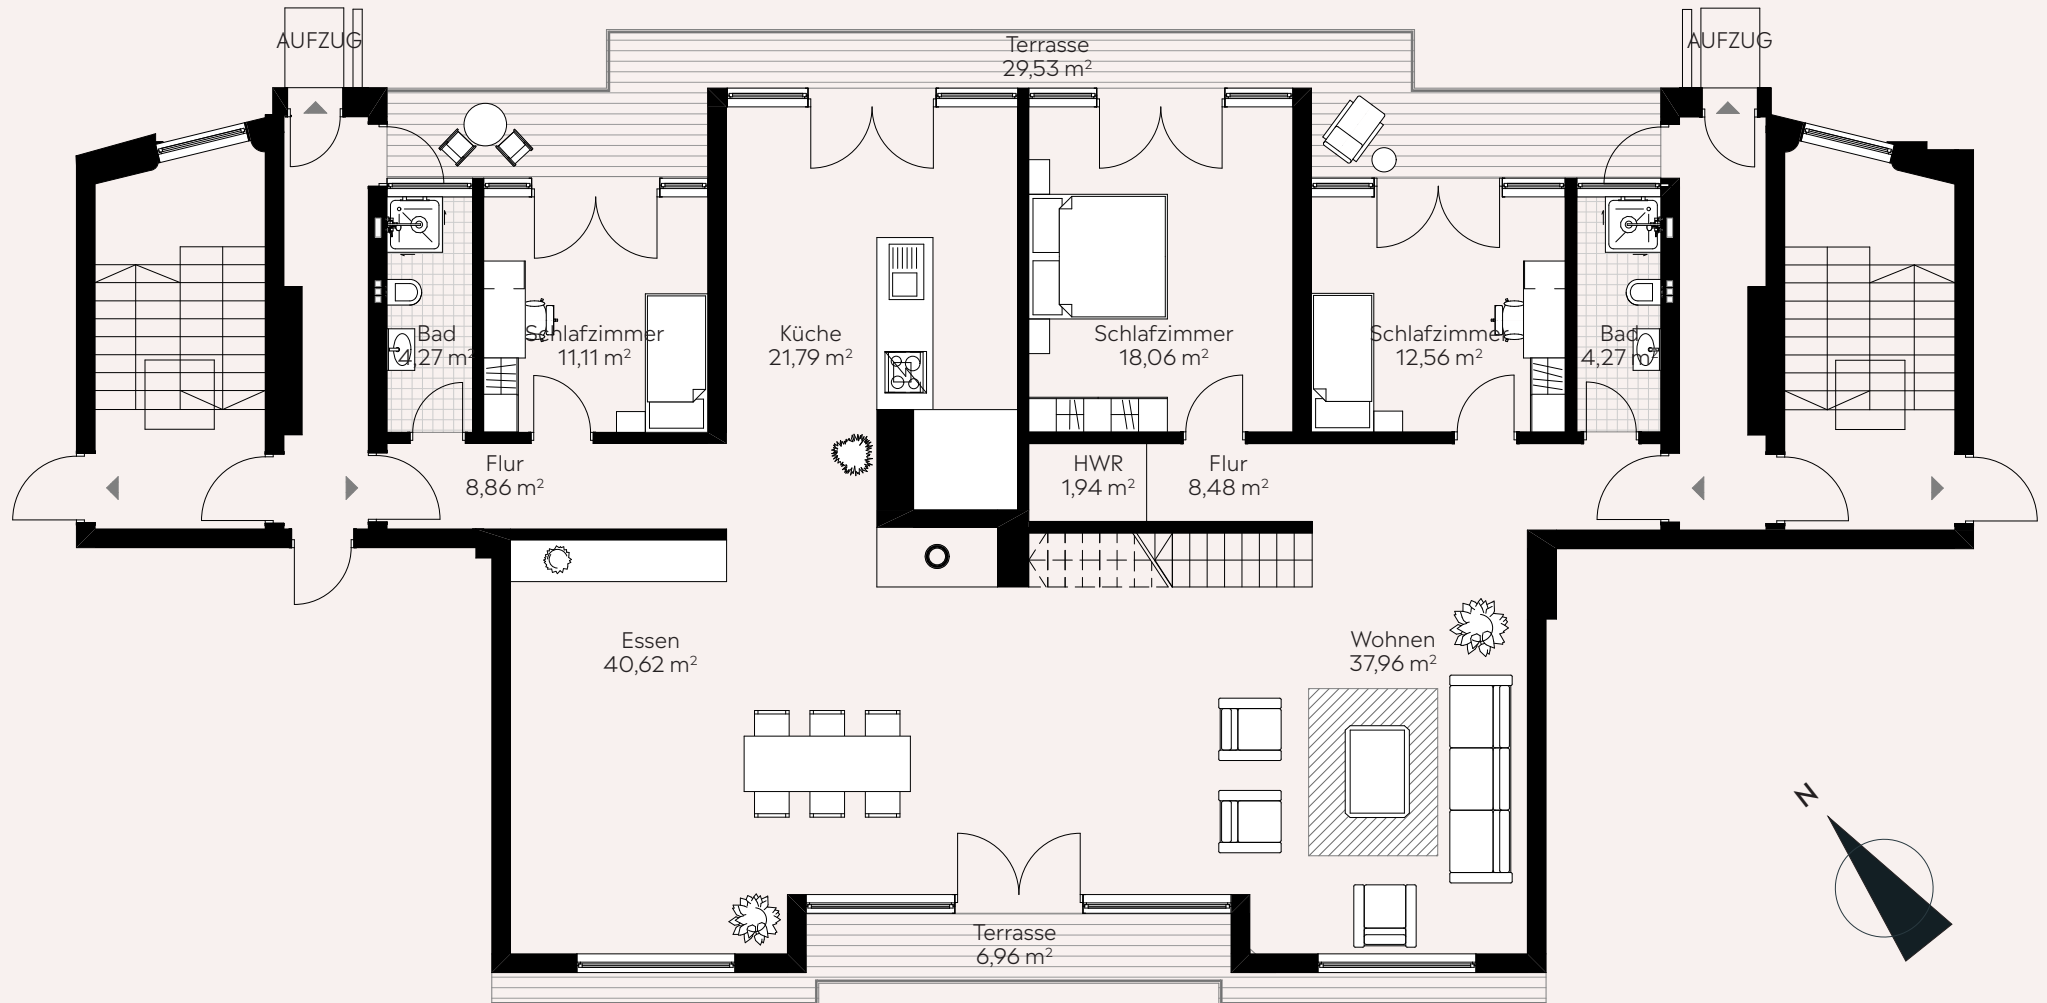 AUFZUG
AUFZUG
Terrasse
29,53 m²
Bad
4,27 m²
Schlafzimmer
11,11 m²
Küche
21,79 m²
Schlafzimmer
18,06 m²
Schlafzimmer
12,56 m²
Bad
4,27 m²
Flur
8,86 m²
HWR
1,94 m²
Flur
8,48 m²
Essen
40,62 m²
Wohnen
37,96 m²
N
Terrasse
6,96 m²